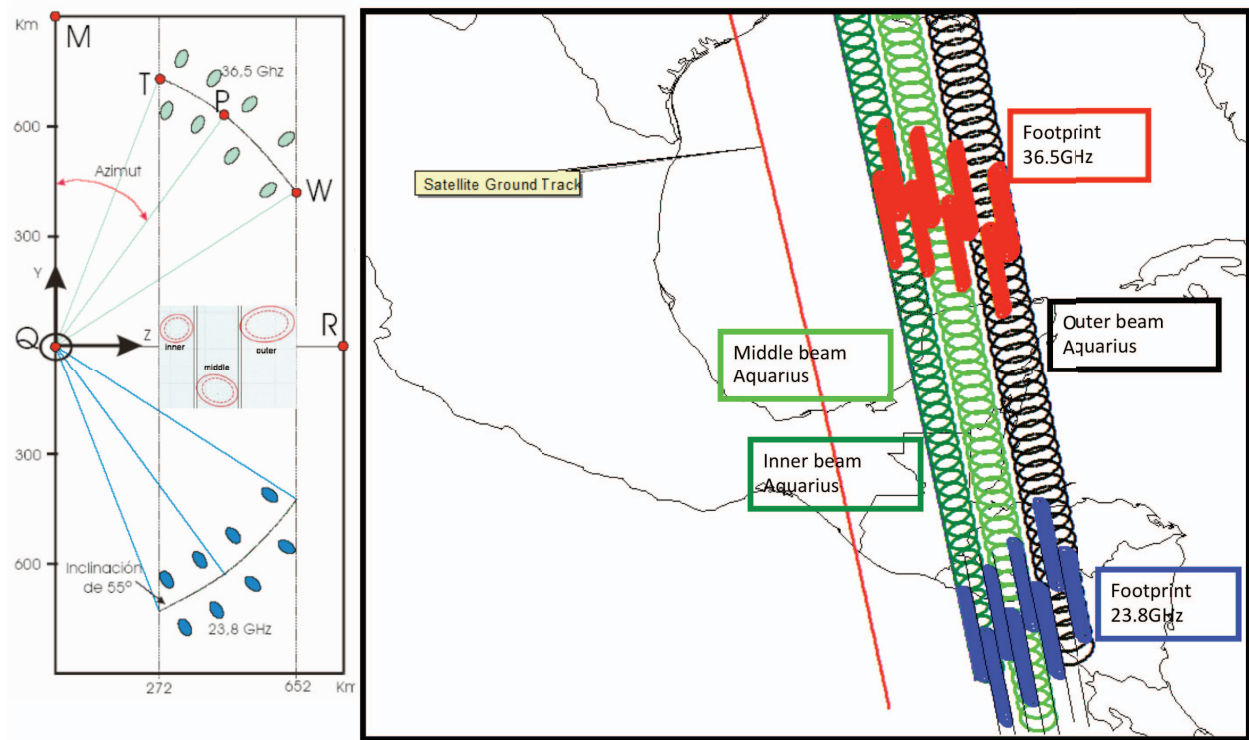 Km
M
36,5 Ghz
T
P
600
Azimut
W
300
Y
Q
Z
R
inner
outer
middle
300
600
Inclinación
de 55º
23,8 GHz
272
652
Km
Satellite Ground Track
Footprint
36.5GHz
Outer beam
Aquarius
Middle beam
Aquarius
Inner beam
Aquarius
Footprint
23.8GHz